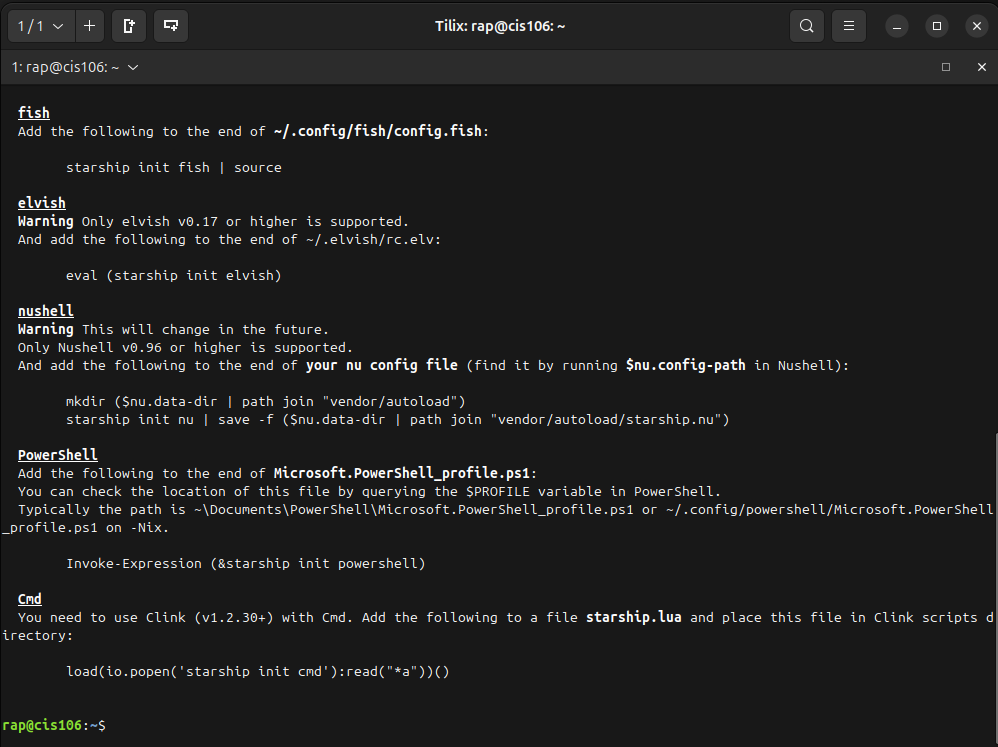 1 / 1
Tilix: rap@cis106: ~
1: rap@cis106: ~
fish
Add the following to the end of ~/.config/fish/config.fish:
starship init fish | source
elvish
Warning Only elvish v0.17 or higher is supported.
And add the following to the end of ~/.elvish/rc.elv:
eval (starship init elvish)
nushell
Warning This will change in the future.
Only Nushell v0.96 or higher is supported.
And add the following to the end of your nu config file (find it by running $nu.config-path in Nushell):
mkdir ($nu.data-dir | path join "vendor/autoload")
starship init nu | save -f ($nu.data-dir | path join "vendor/autoload/starship.nu")
PowerShell
Add the following to the end of Microsoft.PowerShell_profile.ps1:
You can check the location of this file by querying the $PROFILE variable in PowerShell.
Typically the path is ~\Documents\PowerShell\Microsoft.PowerShell_profile.ps1 or ~/.config/powershell/Microsoft.PowerShell
_profile.ps1 on -Nix.
Invoke-Expression (&starship init powershell)
Cmd
You need to use Clink (v1.2.30+) with Cmd. Add the following to a file starship.lua and place this file in Clink scripts d
irectory:
load(io.popen('starship init cmd'):read("*a"))()
rap@cis106:~$